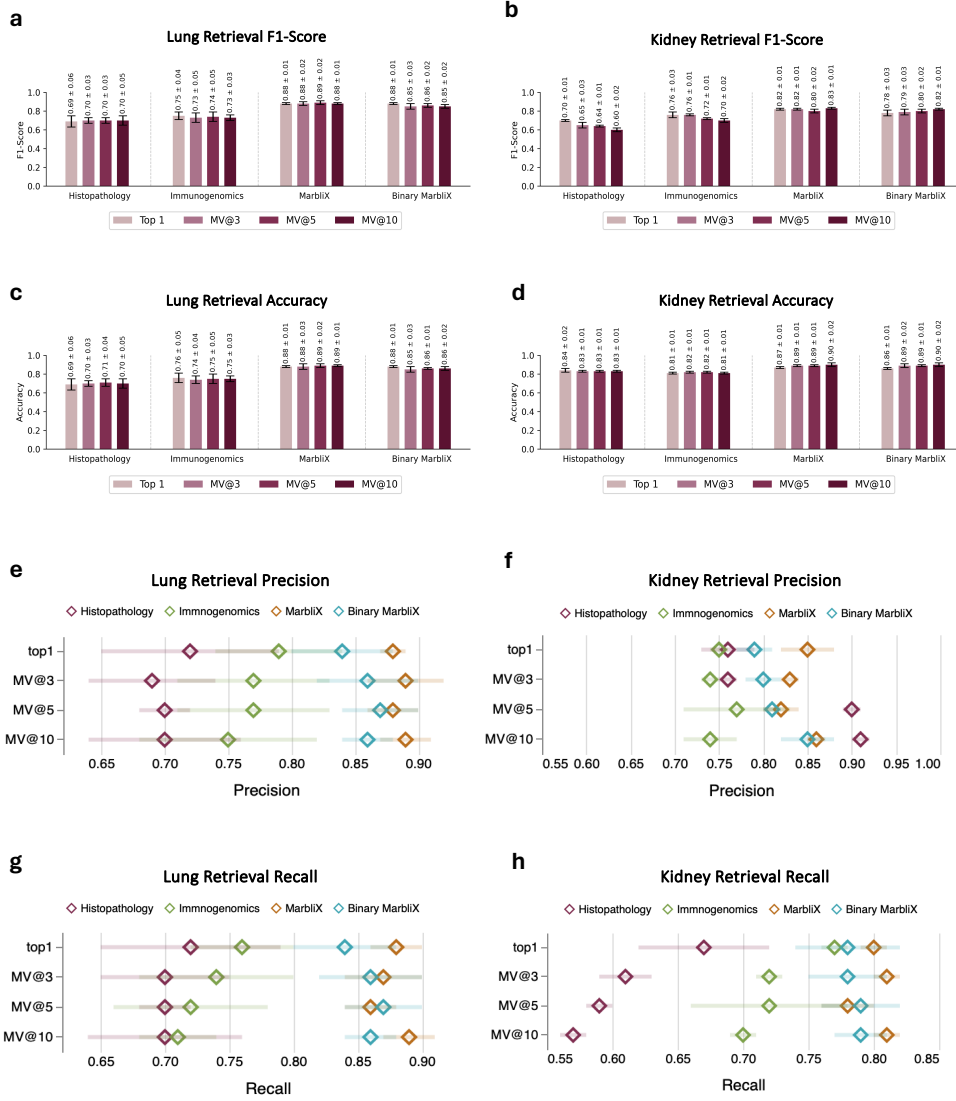 a
Lung Retrieval F1-Score
0.69 ± 0.06
0.70 ± 0.03
0.70 ± 0.03
0.70 ± 0.05
0.75 ± 0.04
0.73 ± 0.05
0.74 ± 0.05
0.73 ± 0.03
0.88 ± 0.01
0.88 ± 0.02
0.89 ± 0.02
0.88 ± 0.01
0.88 ± 0.01
0.85 ± 0.03
0.86 ± 0.02
0.85 ± 0.02
F1-Score
1.0
0.8
0.6
0.4
0.2
0.0
Histopathology Immunogenomics MarbliX Binary MarbliX
Top 1 MV@3 MV@5 MV@10
b
Kidney Retrieval F1-Score
0.70 ± 0.01
0.65 ± 0.03
0.64 ± 0.01
0.60 ± 0.02
0.76 ± 0.03
0.76 ± 0.01
0.72 ± 0.01
0.70 ± 0.02
0.82 ± 0.01
0.82 ± 0.01
0.80 ± 0.02
0.83 ± 0.01
0.78 ± 0.03
0.79 ± 0.03
0.80 ± 0.02
0.82 ± 0.01
F1-Score
1.0
0.8
0.6
0.4
0.2
0.0
Histopathology Immunogenomics MarbliX Binary MarbliX
Top 1 MV@3 MV@5 MV@10
c
Lung Retrieval Accuracy
0.69 ± 0.06
0.70 ± 0.03
0.71 ± 0.04
0.70 ± 0.05
0.76 ± 0.05
0.74 ± 0.04
0.75 ± 0.05
0.75 ± 0.03
0.88 ± 0.01
0.88 ± 0.03
0.89 ± 0.02
0.89 ± 0.01
0.88 ± 0.01
0.85 ± 0.03
0.86 ± 0.01
0.86 ± 0.02
Accuracy
1.0
0.8
0.6
0.4
0.2
0.0
Histopathology Immunogenomics MarbliX Binary MarbliX
Top 1 MV@3 MV@5 MV@10
d
Kidney Retrieval Accuracy
0.84 ± 0.02
0.83 ± 0.01
0.83 ± 0.01
0.83 ± 0.01
0.81 ± 0.01
0.82 ± 0.01
0.82 ± 0.01
0.81 ± 0.01
0.87 ± 0.01
0.89 ± 0.01
0.89 ± 0.01
0.90 ± 0.02
0.86 ± 0.01
0.89 ± 0.02
0.89 ± 0.01
0.90 ± 0.02
Accuracy
1.0
0.8
0.6
0.4
0.2
0.0
Histopathology Immunogenomics MarbliX Binary MarbliX
Top 1 MV@3 MV@5 MV@10
e
Lung Retrieval Precision
Histopathology Immnogenomics MarbliX Binary MarbliX
top1
MV@3
MV@5
MV@10
0.65 0.70 0.75 0.80 0.85 0.90
Precision
f
Kidney Retrieval Precision
Histopathology Immnogenomics MarbliX Binary MarbliX
top1
MV@3
MV@5
MV@10
0.55 0.60 0.65 0.70 0.75 0.80 0.85 0.90 0.95 1.00
Precision
g
Lung Retrieval Recall
Histopathology Immnogenomics MarbliX Binary MarbliX
top1
MV@3
MV@5
MV@10
0.65 0.70 0.75 0.80 0.85 0.90
Recall
h
Kidney Retrieval Recall
Histopathology Immnogenomics MarbliX Binary MarbliX
top1
MV@3
MV@5
MV@10
0.55 0.60 0.65 0.70 0.75 0.80 0.85
Recall